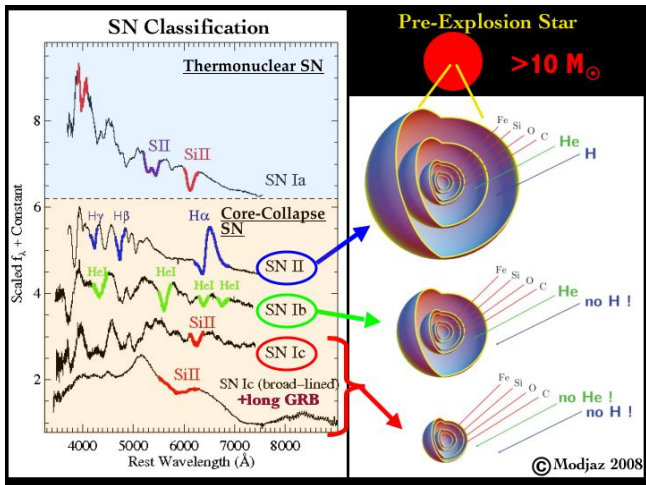 SN Classification
Thermonuclear SN
SII
SiII
SN Ia
Hγ
Hβ
Hα
Core-Collapse
SN
SN II
HeI
HeI
HeI
HeI
SN Ib
SiII
SN Ic
SiII
SN Ic (broad-lined)
+long GRB
Scaled fλ + Constant
8
6
4
2
4000 5000 6000 7000 8000
Rest Wavelength (Å)
Pre-Explosion Star
>10 M☉
Fe Si O C
He
H
Fe Si O C
He
no H !
Fe Si O C
no He !
no H !
© Modjaz 2008